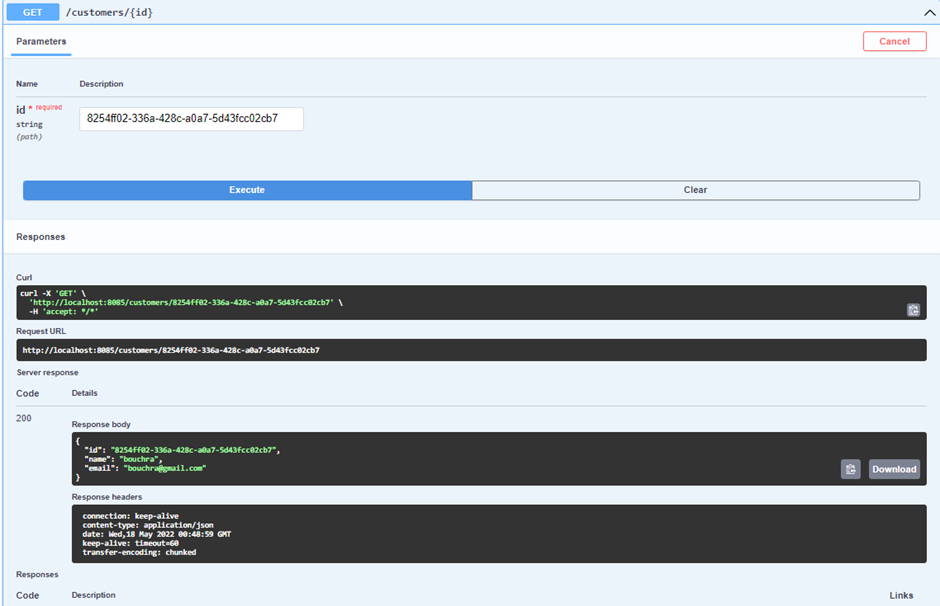 GET /customers/{id}
Parameters
Cancel
Name Description
id * required
string
(path)
8254ff02-336a-428c-a0a7-5d43fcc02cb7
Execute Clear
Responses
Curl
curl -X 'GET' \
'http://localhost:8085/customers/8254ff02-336a-428c-a0a7-5d43fcc02cb7' \
-H 'accept: */*'
Request URL
http://localhost:8085/customers/8254ff02-336a-428c-a0a7-5d43fcc02cb7
Server response
Code Details
200
Response body
{
"id": "8254ff02-336a-428c-a0a7-5d43fcc02cb7",
"name": "bouchra",
"email": "bouchra@gmail.com"
}
Download
Response headers
connection: keep-alive
content-type: application/json
date: Wed,18 May 2022 00:48:59 GMT
keep-alive: timeout=60
transfer-encoding: chunked
Responses
Code Description Links